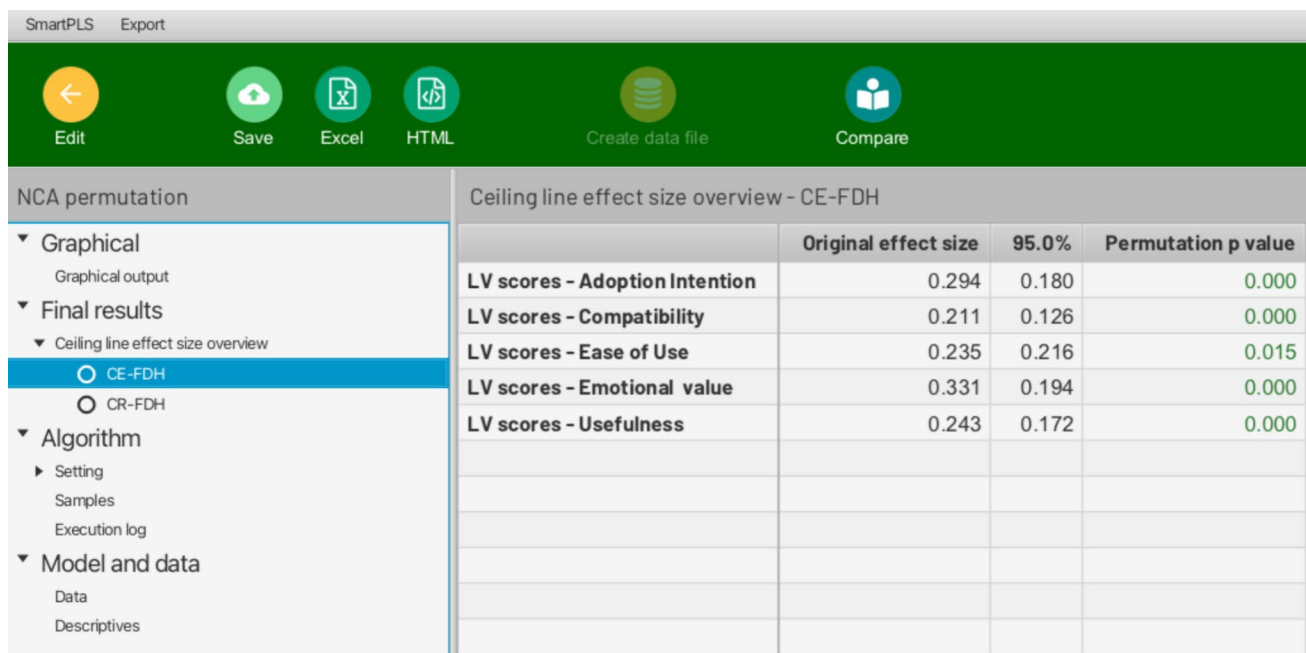 SmartPLS Export
Edit Save Excel HTML Create data file Compare
NCA permutation
Graphical
Graphical output
Final results
Ceiling line effect size overview
CE-FDH
CR-FDH
Algorithm
Setting
Samples
Execution log
Model and data
Data
Descriptives
Ceiling line effect size overview - CE-FDH
Original effect size 95.0% Permutation p value
LV scores - Adoption Intention 0.294 0.180 0.000
LV scores - Compatibility 0.211 0.126 0.000
LV scores - Ease of Use 0.235 0.216 0.015
LV scores - Emotional value 0.331 0.194 0.000
LV scores - Usefulness 0.243 0.172 0.000